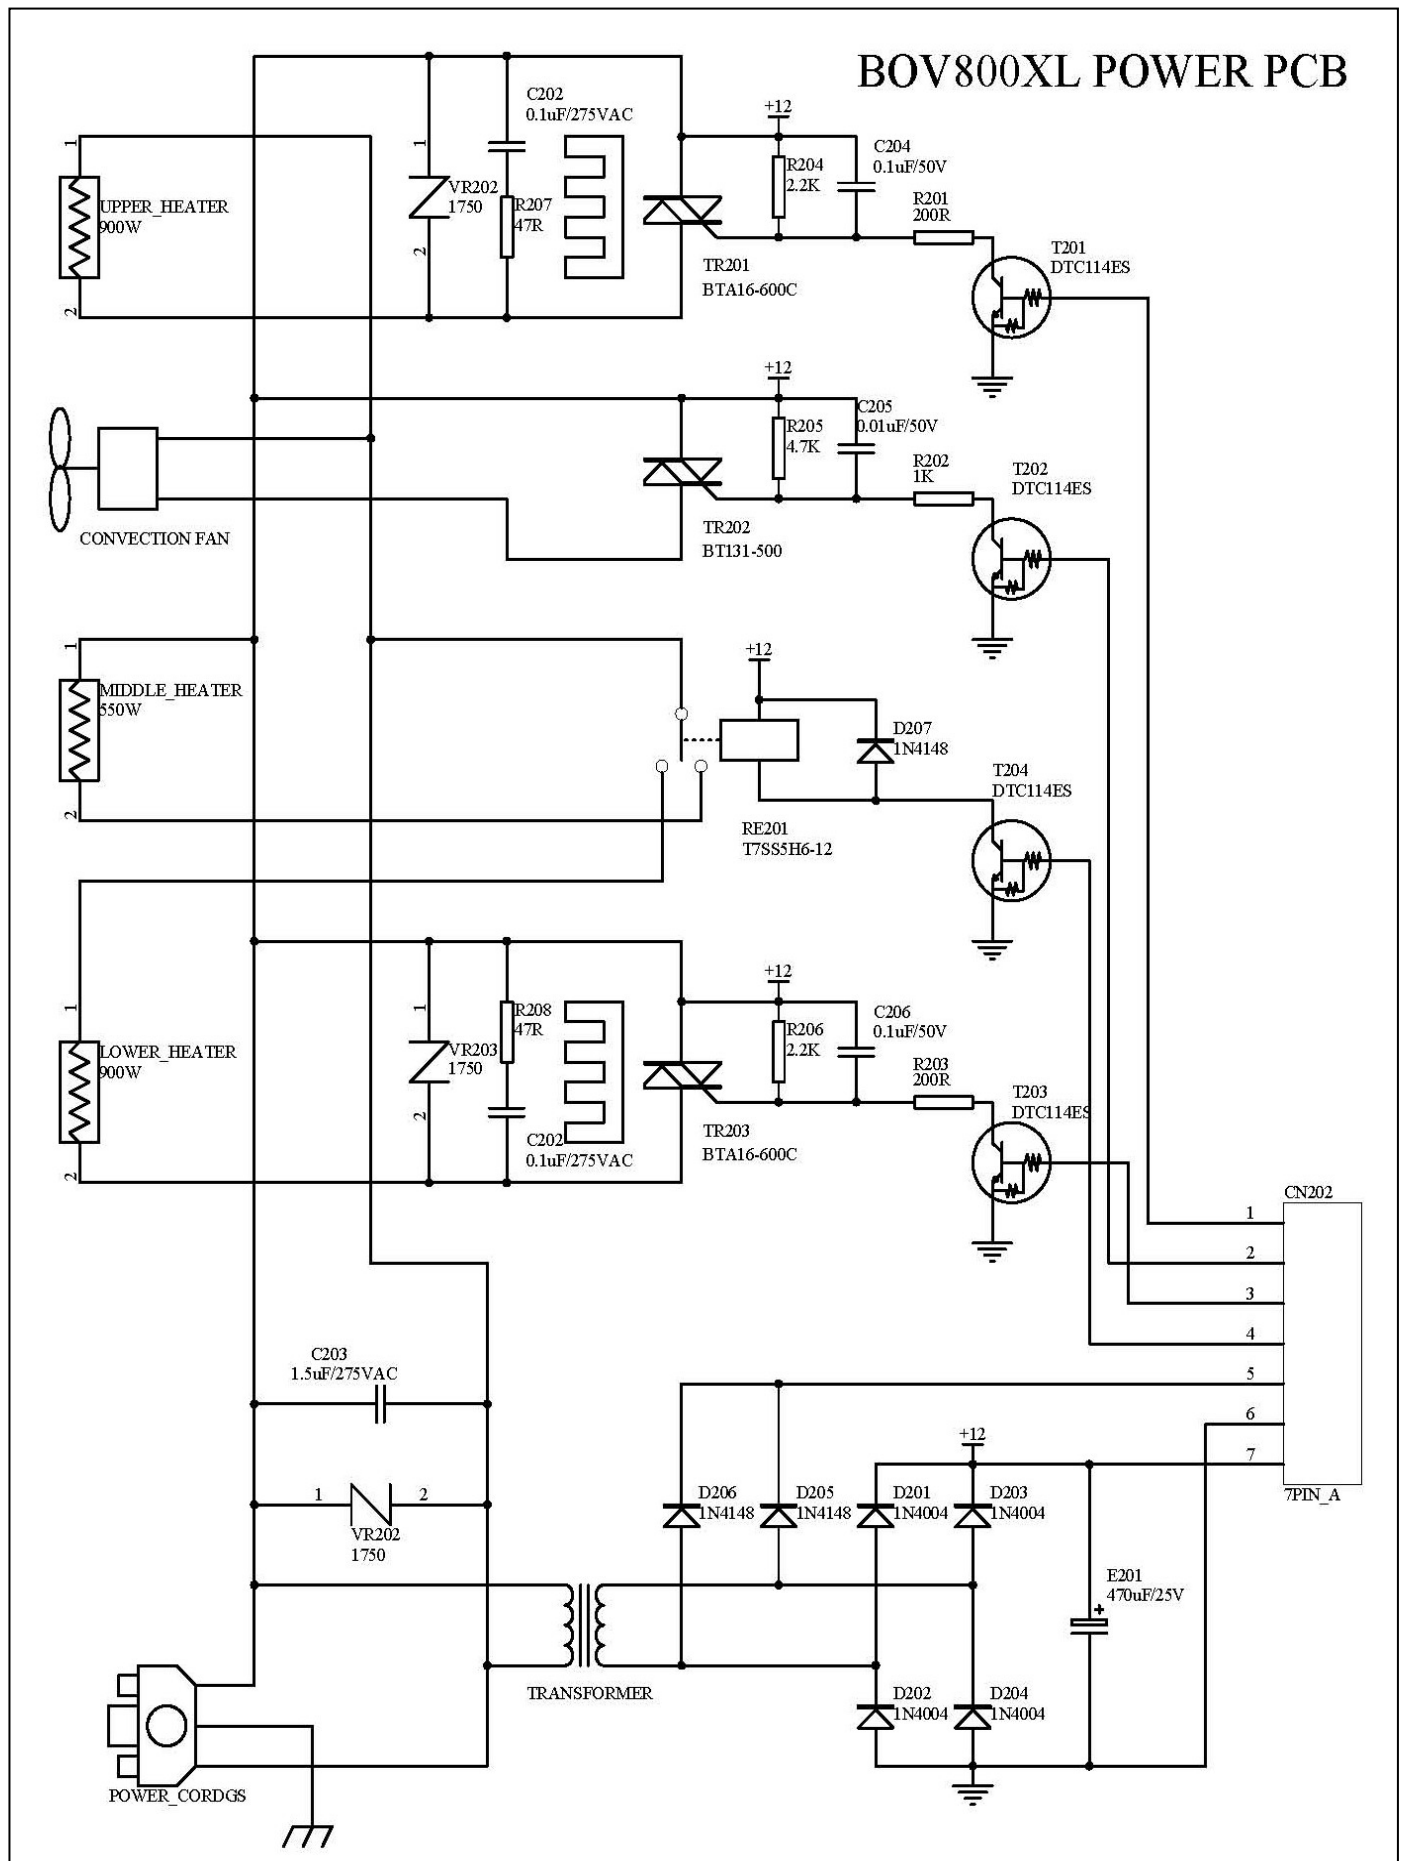 BOV800XL POWER PCB
C202
0.1uF/275VAC
+12
C204
0.1uF/50V
1
1
R204
2.2K
UPPER_HEATER
900W
VR202
1750
R207
47R
R201
200R
2
2
TR201
BTA16-600C
T201
DTC114ES
+12
C205
0.01uF/50V
R205
4.7K
R202
1K
T202
DTC114ES
TR202
BT131-500
CONVECTION FAN
1
+12
MIDDLE_HEATER
550W
D207
1N4148
T204
DTC114ES
2
RE201
T7SS5H6-12
+12
1
1
R208
47R
C206
0.1uF/50V
R206
2.2K
LOWER_HEATER
900W
VR203
1750
R203
200R
T203
DTC114ES
2
2
C202
0.1uF/275VAC
TR203
BTA16-600C
CN202
1
2
3
4
5
6
7
7PIN_A
C203
1.5uF/275VAC
+12
1
2
VR202
1750
D206
1N4148
D205
1N4148
D201
1N4004
D203
1N4004
E201
470uF/25V
+
TRANSFORMER
D202
1N4004
D204
1N4004
POWER_CORDGS